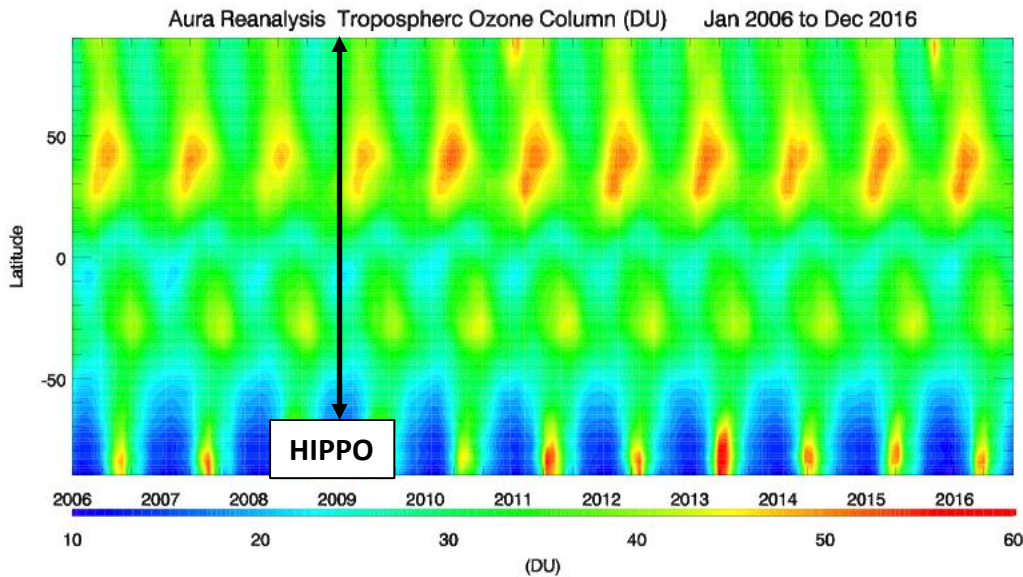 Aura Reanalysis Tropospherc Ozone Column (DU) Jan 2006 to Dec 2016
50
0
-50
Latitude
HIPPO
2006 2007 2008 2009 2010 2011 2012 2013 2014 2015 2016
10 20 30 40 50 60
(DU)